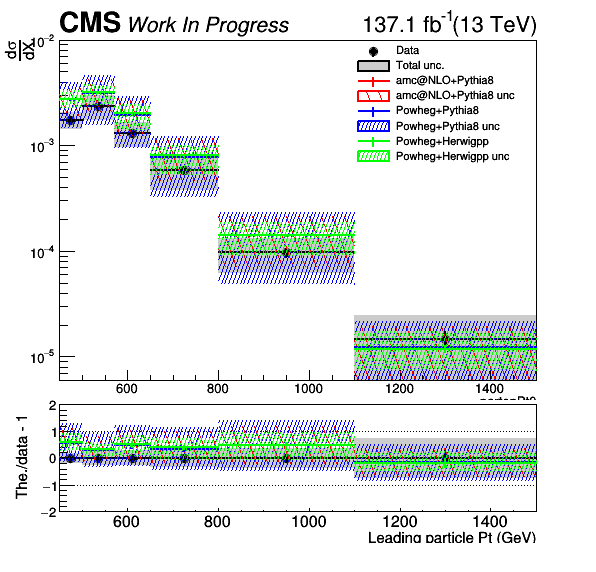 CMS Work In Progress 137.1 fb⁻¹(13 TeV)
dσ
dX
10⁻²
10⁻³
10⁻⁴
10⁻⁵
Data
Total unc.
amc@NLO+Pythia8
amc@NLO+Pythia8 unc
Powheg+Pythia8
Powheg+Pythia8 unc
Powheg+Herwigpp
Powheg+Herwigpp unc
600 800 1000 1200 1400
The./data - 1
2
1
0
−1
−2
600 800 1000 1200 1400
Leading particle Pt (GeV)